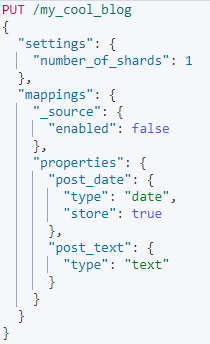 PUT /my_cool_blog
{
  "settings": {
    "number_of_shards": 1
  },
  "mappings": {
    "_source": {
      "enabled": false
    },
    "properties": {
      "post_date": {
        "type": "date",
        "store": true
      },
      "post_text": {
        "type": "text"
      }
    }
  }
}